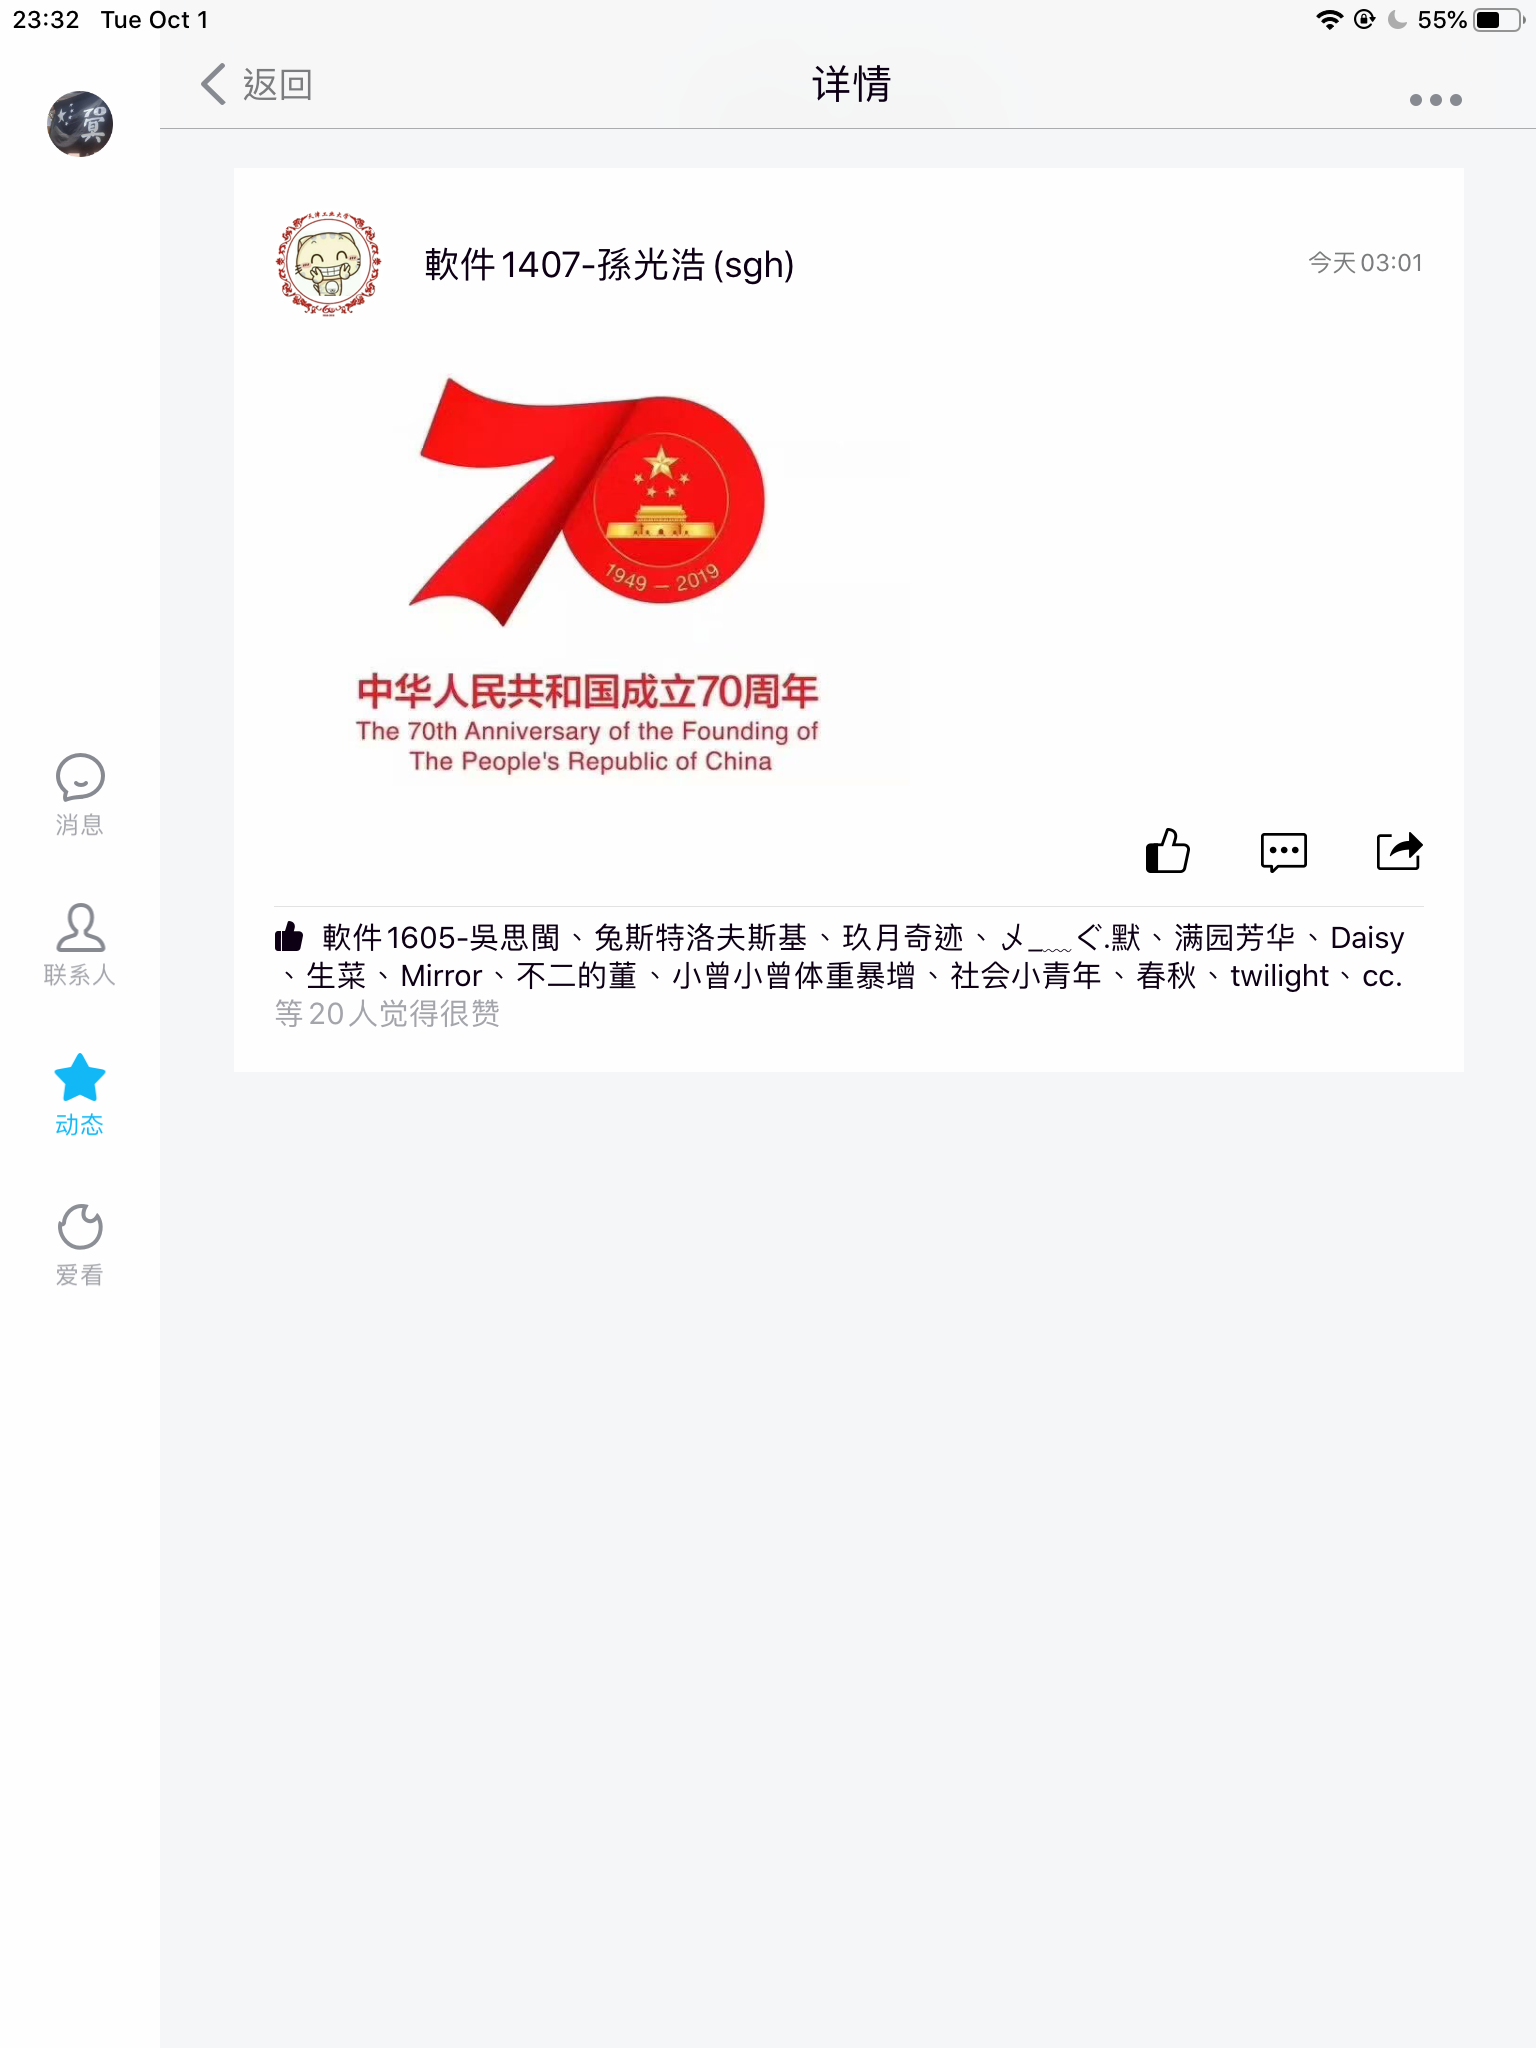 23:32 Tue Oct 1
55%
返回
详情
軟件1407-孫光浩(sgh)
今天03:01
1949 — 2019
中华人民共和国成立70周年
The 70th Anniversary of the Founding of
The People's Republic of China
軟件1605-吳思閩、兔斯特洛夫斯基、玖月奇迹、乄_﹏ぐ.默、满园芳华、Daisy
、生菜、Mirror、不二的董、小曾小曾体重暴增、社会小青年、春秋、twilight、cc.
等20人觉得很赞
消息
联系人
动态
爱看